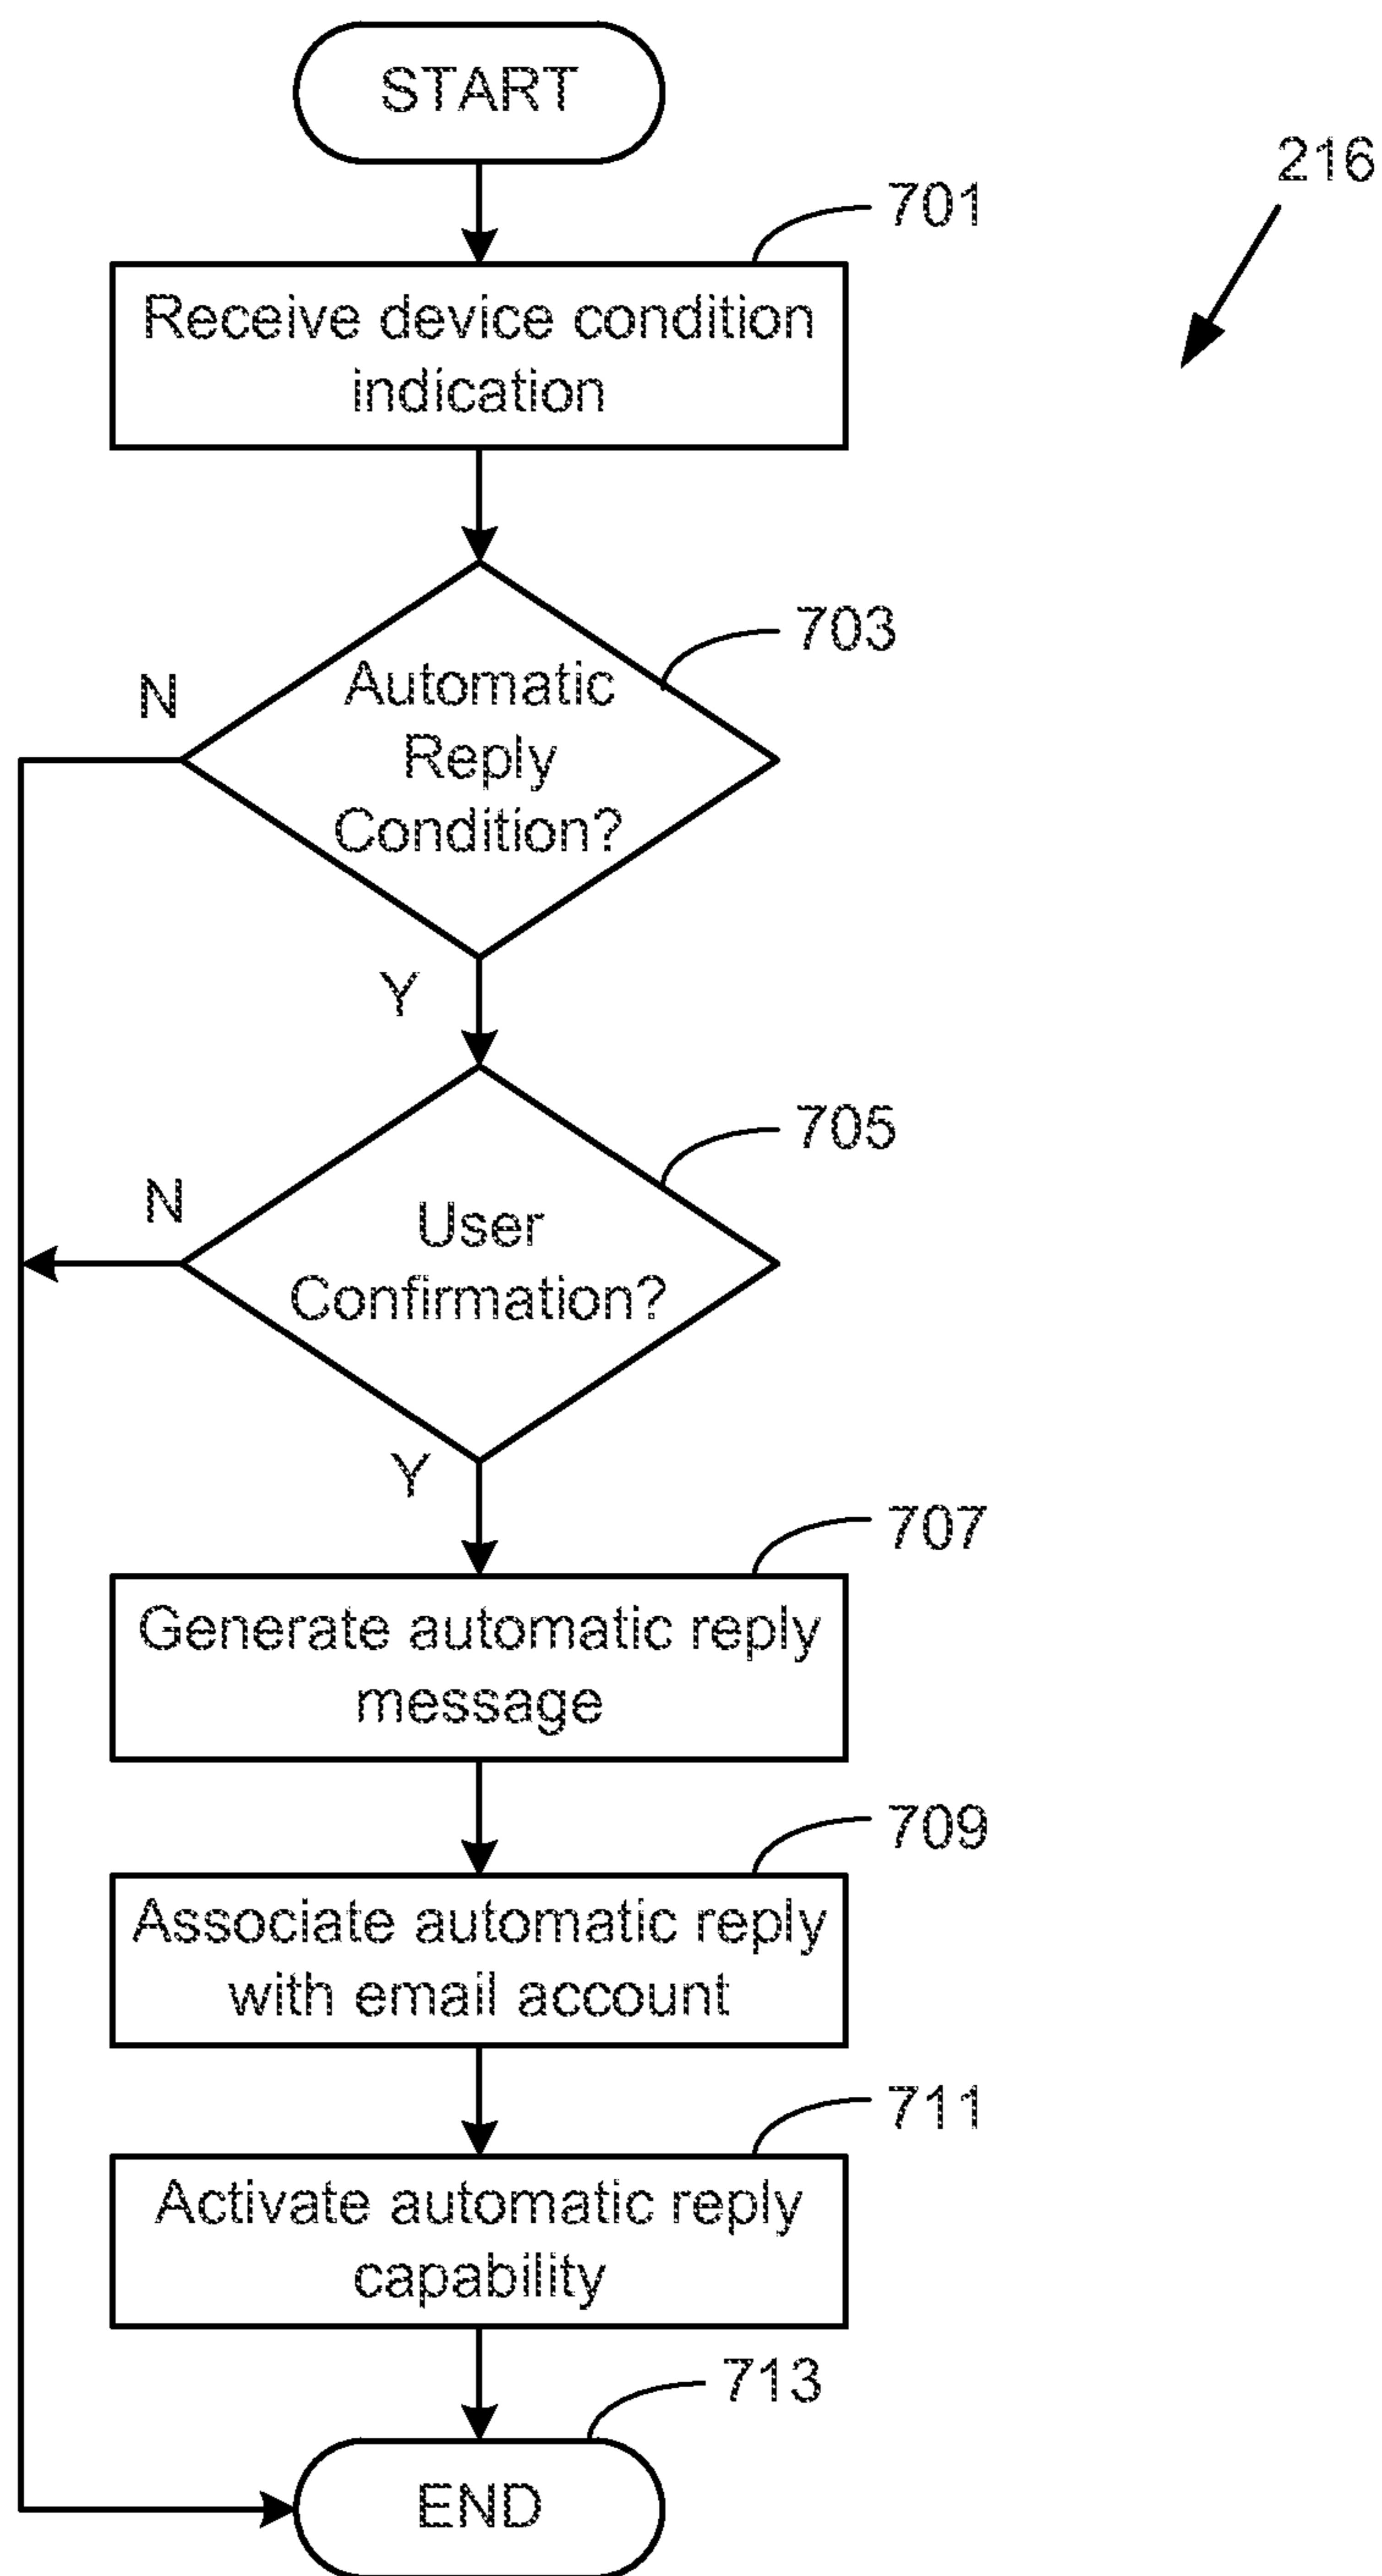 START
216
701
Receive device condition
indication
703
N
Automatic
Reply
Condition?
Y
705
N
User
Confirmation?
Y
707
Generate automatic reply
message
709
Associate automatic reply
with email account
711
Activate automatic reply
capability
713
END